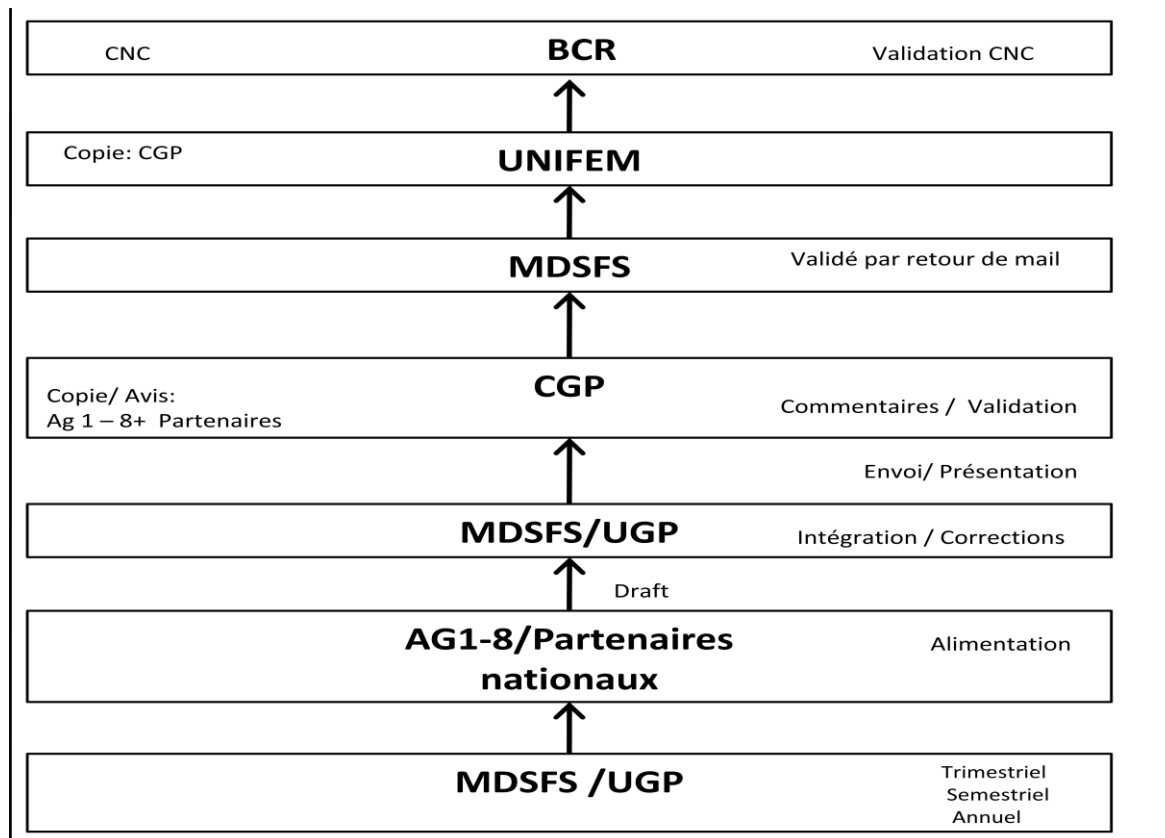 CNC BCR Validation CNC
Copie: CGP
UNIFEM
MDSFS Validé par retour de mail
CGP
Copie/ Avis:
Commentaires / Validation
Ag 1 – 8+ Partenaires
Envoi/ Présentation
MDSFS/UGP Intégration / Corrections
Draft
AG1-8/Partenaires
nationaux
Alimentation
MDSFS /UGP
Trimestriel
Semestriel
Annuel